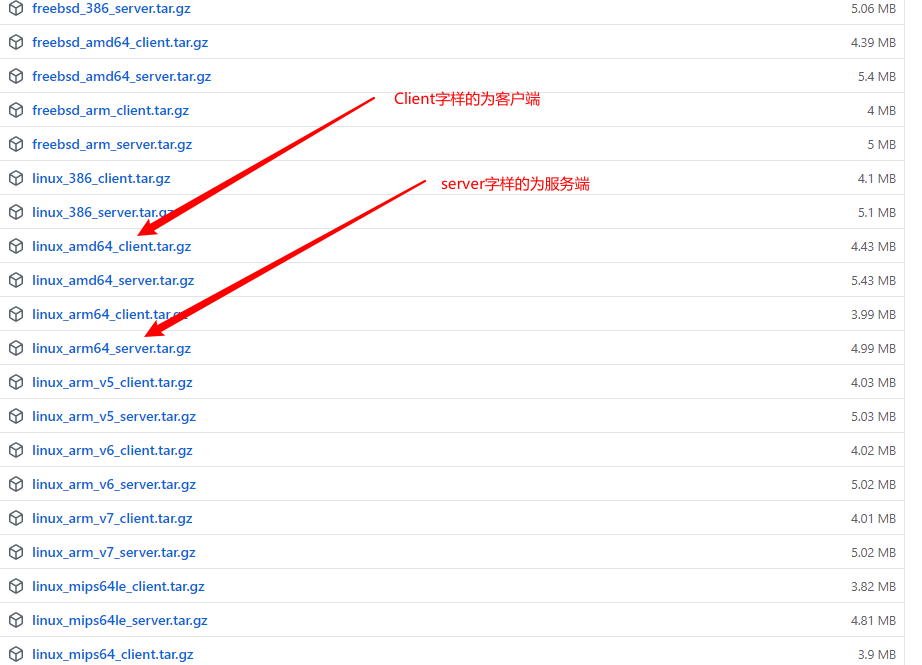 freebsd_386_server.tar.gz 5.06 MB
freebsd_amd64_client.tar.gz 4.39 MB
freebsd_amd64_server.tar.gz 5.4 MB
Client字样的为客户端
freebsd_arm_client.tar.gz 4 MB
freebsd_arm_server.tar.gz 5 MB
linux_386_client.tar.gz 4.1 MB
server字样的为服务端
linux_386_server.tar.gz 5.1 MB
linux_amd64_client.tar.gz 4.43 MB
linux_amd64_server.tar.gz 5.43 MB
linux_arm64_client.tar.gz 3.99 MB
linux_arm64_server.tar.gz 4.99 MB
linux_arm_v5_client.tar.gz 4.03 MB
linux_arm_v5_server.tar.gz 5.03 MB
linux_arm_v6_client.tar.gz 4.02 MB
linux_arm_v6_server.tar.gz 5.02 MB
linux_arm_v7_client.tar.gz 4.01 MB
linux_arm_v7_server.tar.gz 5.02 MB
linux_mips64le_client.tar.gz 3.82 MB
linux_mips64le_server.tar.gz 4.81 MB
linux_mips64_client.tar.gz 3.9 MB